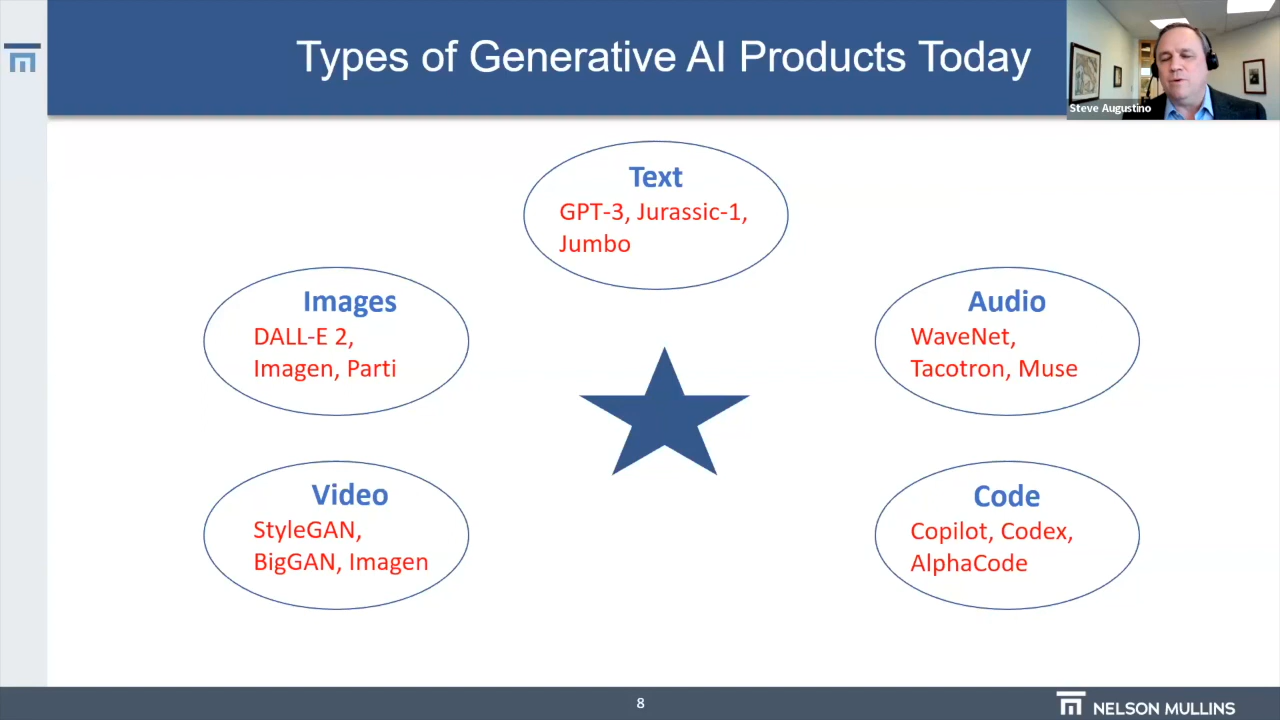 Types of Generative AI Products Today
Steve Augustino
Text
GPT-3, Jurassic-1,
Jumbo
Images
DALL-E 2,
Imagen, Parti
Audio
WaveNet,
Tacotron, Muse
Video
StyleGAN,
BigGAN, Imagen
Code
Copilot, Codex,
AlphaCode
8
NELSON MULLINS